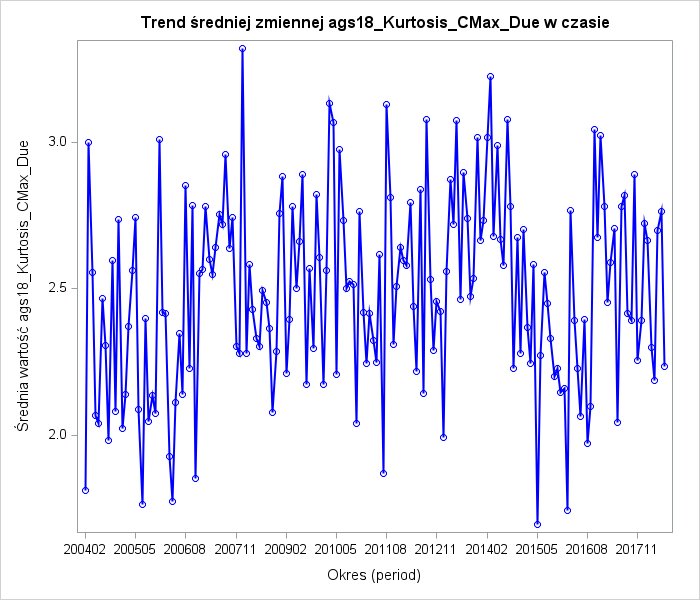 Trend średniej zmiennej ags18_Kurtosis_CMax_Due w czasie
Średnia wartość ags18_Kurtosis_CMax_Due
3.0
2.5
2.0
200402 200505 200608 200711 200902 201005 201108 201211 201402 201505 201608 201711
Okres (period)